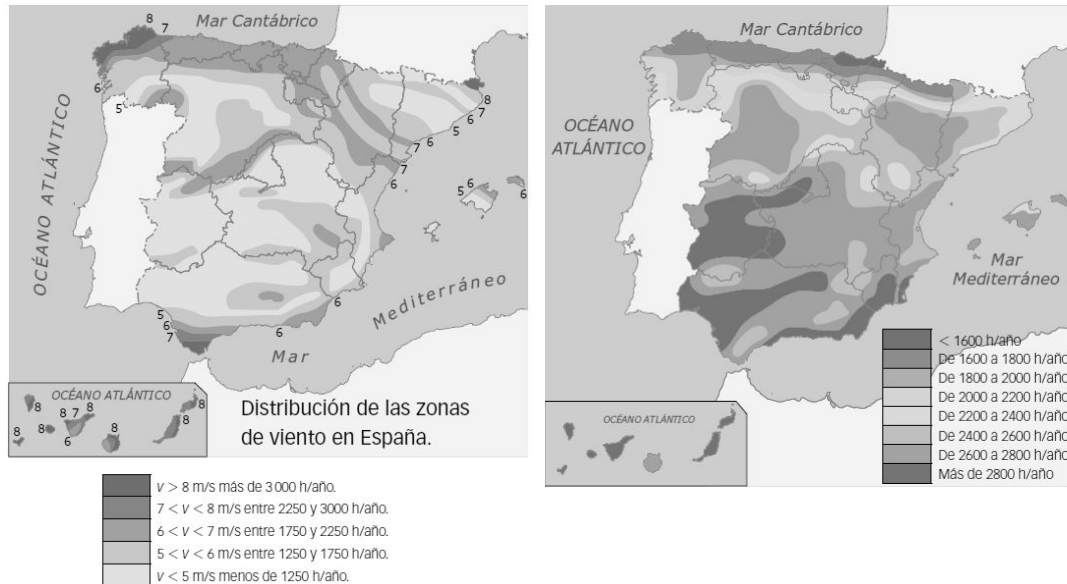 8
7
Mar Cantábrico
6
5
8
7
6
5
7
6
7
6
5
6
6
OCÉANO ATLÁNTICO
Mediterráneo
Mar
5
6
7
6
6
OCÉANO ATLÁNTICO
8
8
7
8
8
8
8
6
8
Distribución de las zonas
de viento en España.
v > 8 m/s más de 3 000 h/año.
7 < v < 8 m/s entre 2250 y 3000 h/año.
6 < v < 7 m/s entre 1750 y 2250 h/año.
5 < v < 6 m/s entre 1250 y 1750 h/año.
v < 5 m/s menos de 1250 h/año.
Mar Cantábrico
OCÉANO
ATLÁNTICO
Mar
Mediterráneo
OCÉANO ATLÁNTICO
< 1600 h/año
De 1600 a 1800 h/año
De 1800 a 2000 h/año
De 2000 a 2200 h/año
De 2200 a 2400 h/año
De 2400 a 2600 h/año
De 2600 a 2800 h/año
Más de 2800 h/año